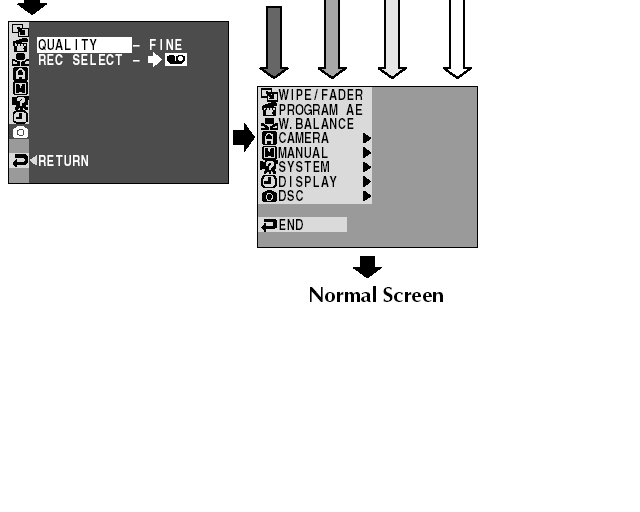 QUALITY – FINE
REC SELECT –
RETURN
WIPE/FADER
PROGRAM AE
W.BALANCE
A CAMERA
M MANUAL
SYSTEM
DISPLAY
DSC
END
Normal Screen